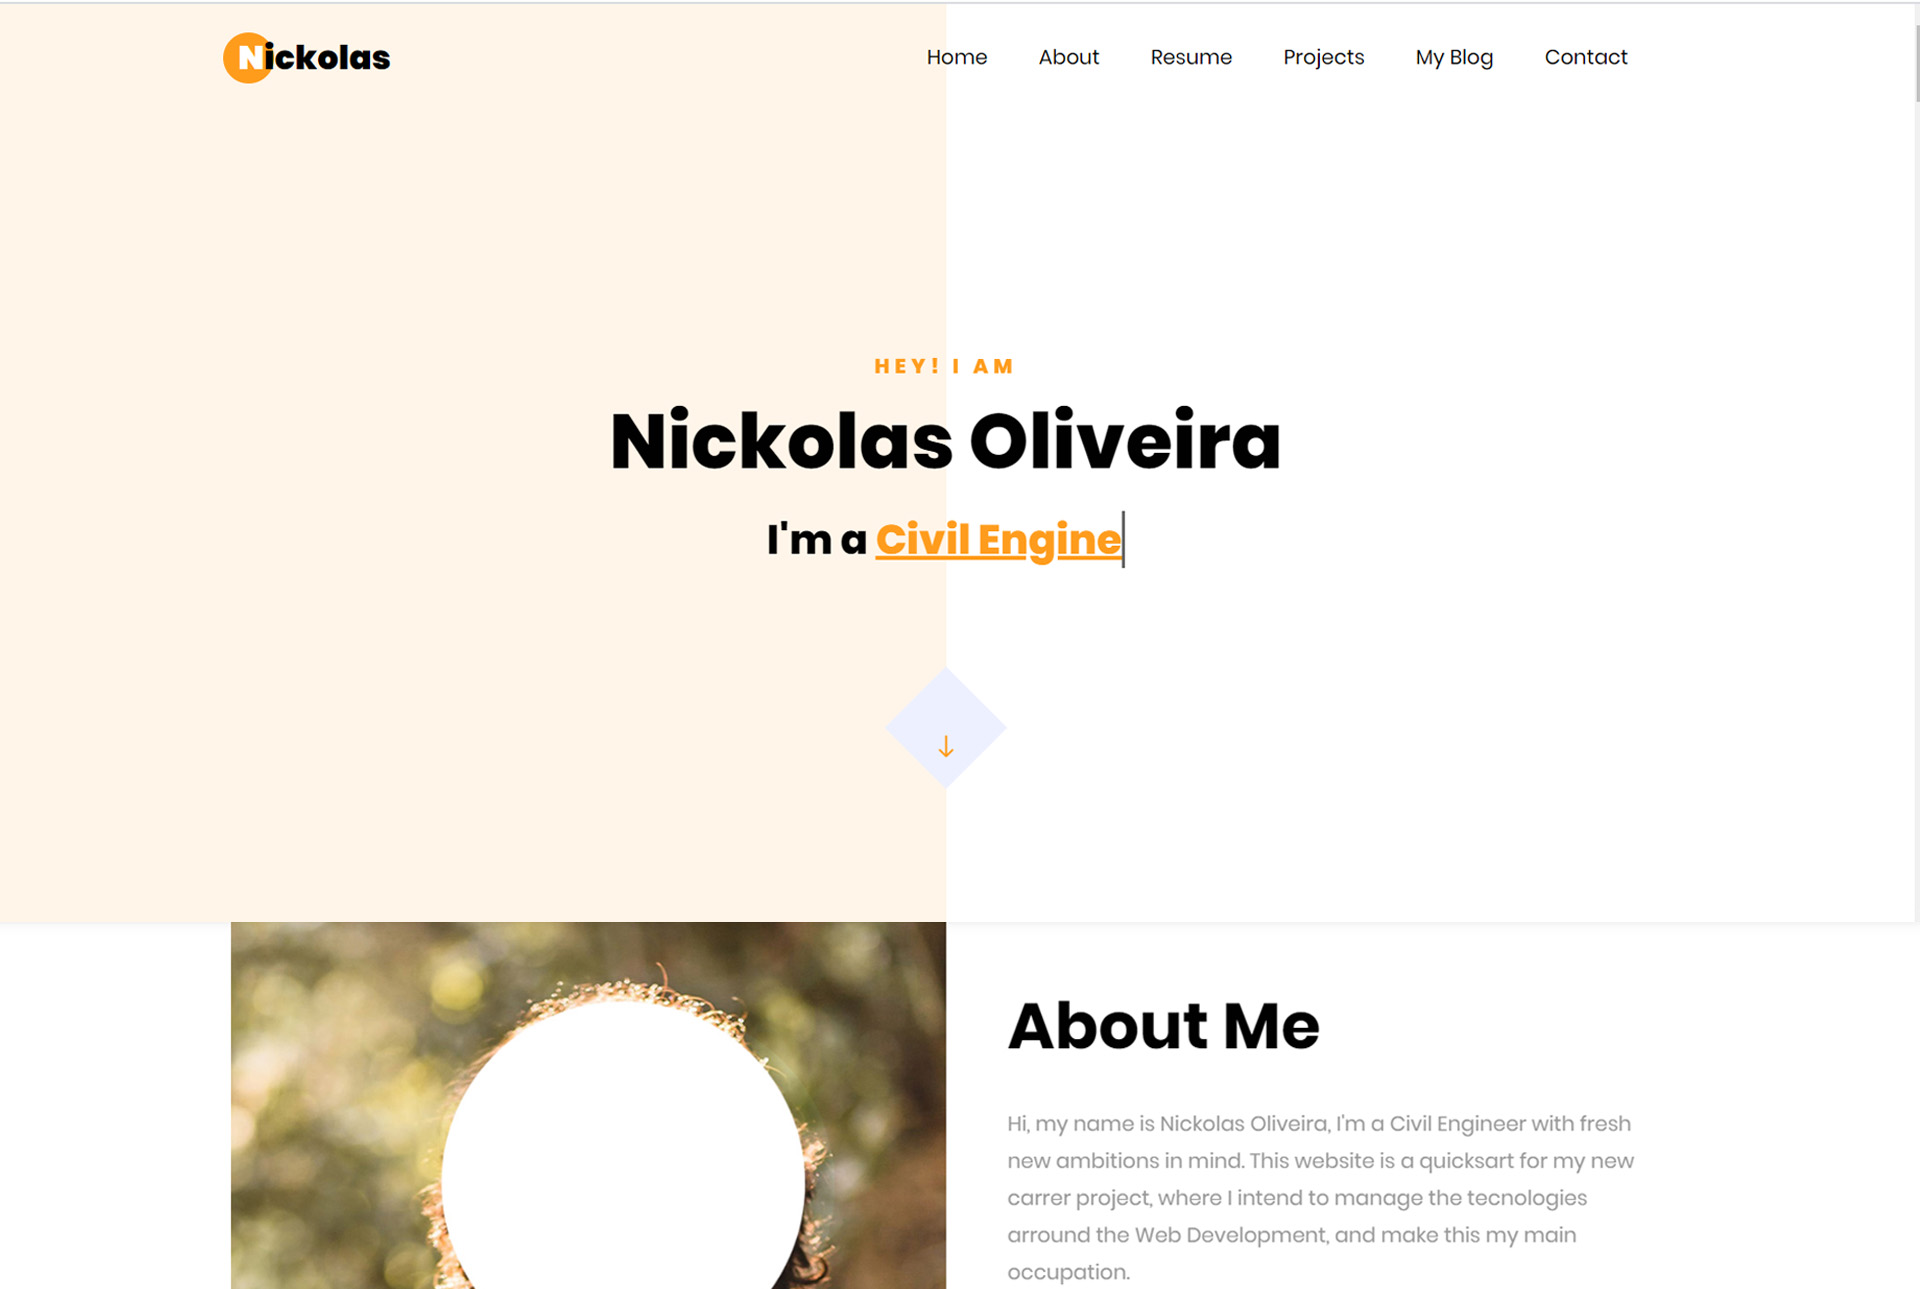 Nickolas
Home About Resume Projects My Blog Contact
HEY! I AM
Nickolas Oliveira
I'm a Civil Engine
About Me
Hi, my name is Nickolas Oliveira, I'm a Civil Engineer with fresh
new ambitions in mind. This website is a quicksart for my new
carrer project, where I intend to manage the tecnologies
arround the Web Development, and make this my main
occupation.